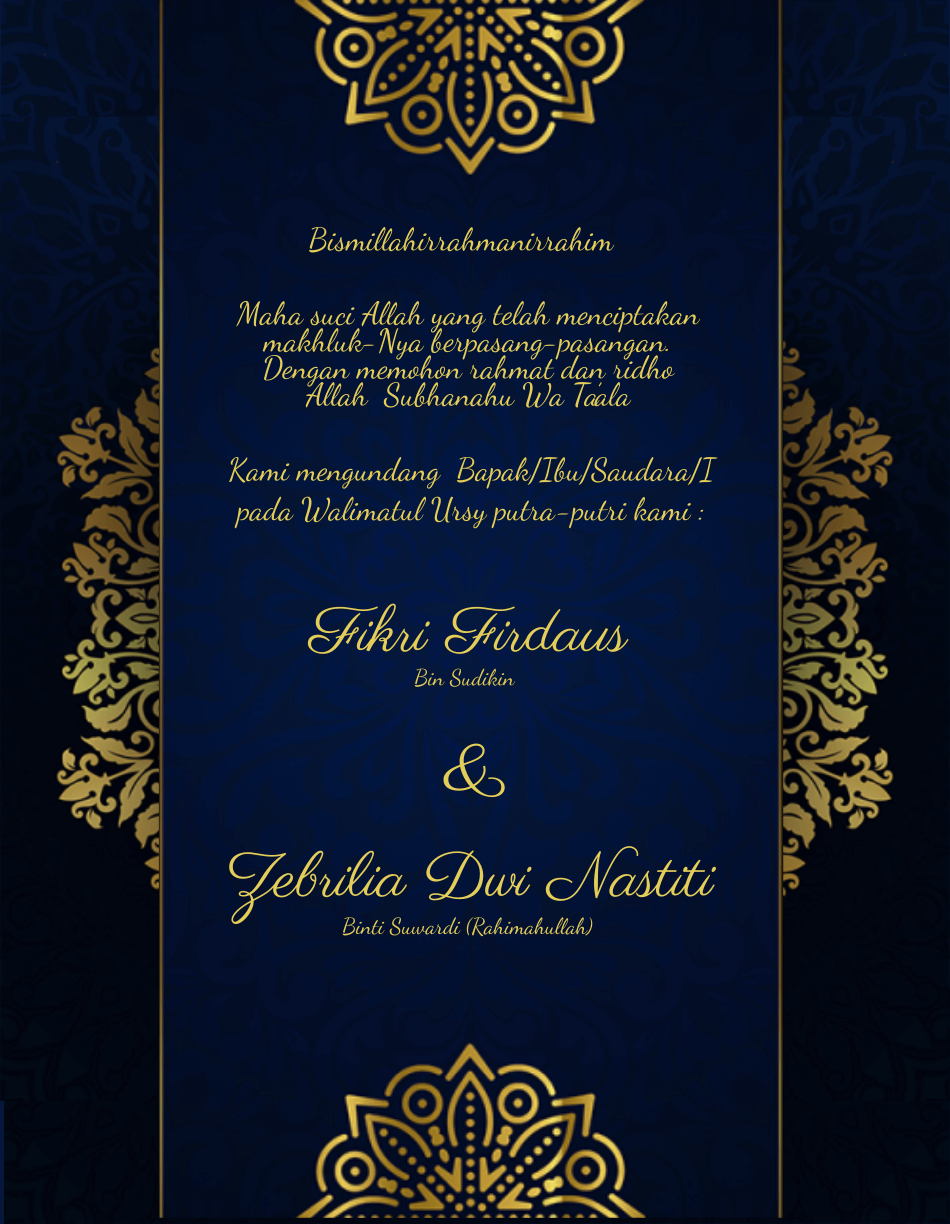 Bismillahirrahmanirrahim
Maha suci Allah yang telah menciptakan
makhluk-Nya berpasang-pasangan.
Dengan memohon rahmat dan ridho
Allah Subhanahu Wa Ta'ala
Kami mengundang Bapak/Ibu/Saudara/I
pada Walimatul Ursy putra-putri kami :
Fikri Firdaus
Bin Sudikin
&
Zebrilia Dwi Nastiti
Binti Suwardi (Rahimahullah)